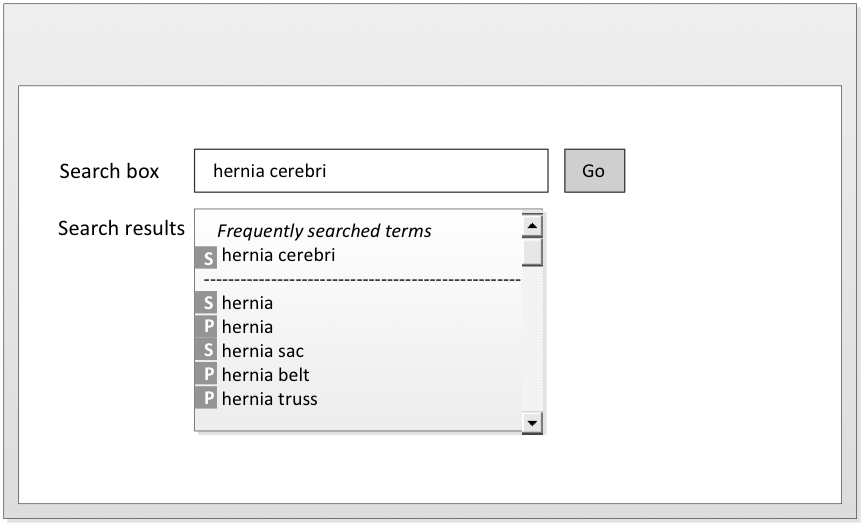 Search box hernia cerebri Go
Search results Frequently searched terms
S hernia cerebri
S hernia
P hernia
S hernia sac
P hernia belt
P hernia truss